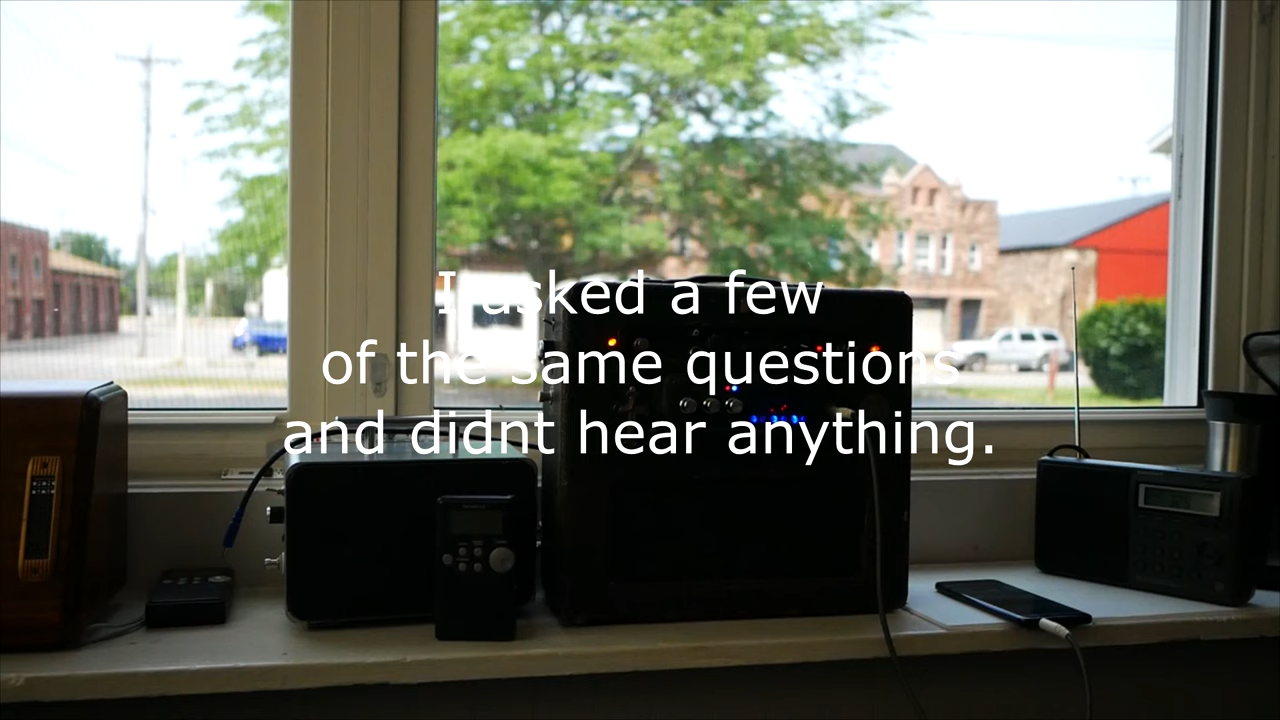 I asked a few
of the same questions
and didnt hear anything.